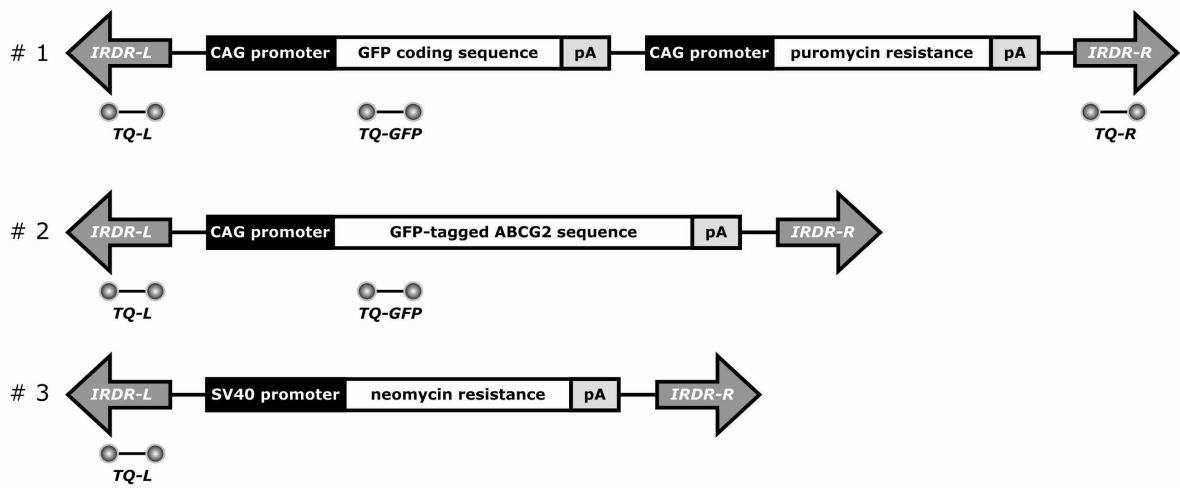 # 1 IRDR-L CAG promoter GFP coding sequence pA CAG promoter puromycin resistance pA IRDR-R
TQ-L TQ-GFP TQ-R
# 2 IRDR-L CAG promoter GFP-tagged ABCG2 sequence pA IRDR-R
TQ-L TQ-GFP
# 3 IRDR-L SV40 promoter neomycin resistance pA IRDR-R
TQ-L